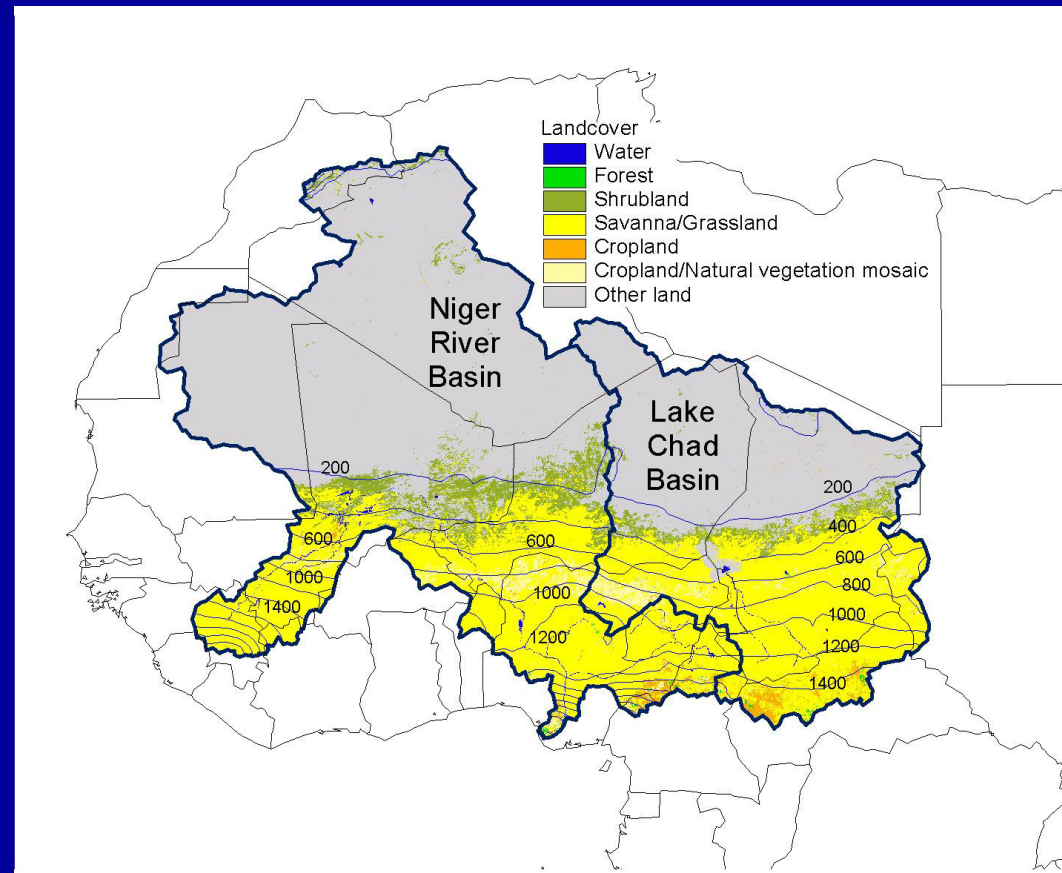 Landcover
Water
Forest
Shrubland
Savanna/Grassland
Cropland
Cropland/Natural vegetation mosaic
Other land
Niger
River
Basin
Lake
Chad
Basin
200
200
400
600
600
600
800
1000
1000
1000
1400
1200
1200
1400